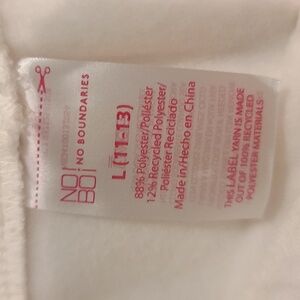 NO
BO
NO BOUNDARIES
L (11-13)
88% Polyester/Poliéster
12% Recycled Polyester/
Poliéster Reciclado
Made in/Hecho en China
THIS LABEL YARN IS MADE
OUT OF 100% RECYCLED
POLYESTER MATERIALS